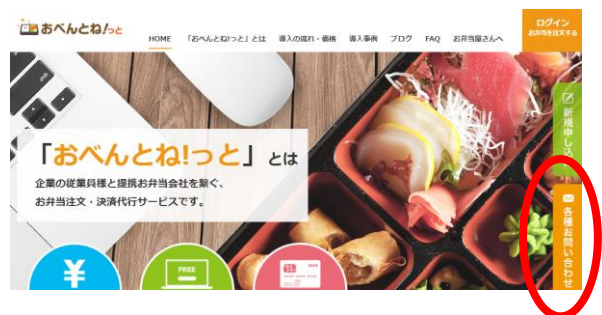 おべんとね!っと
HOME 「おべんとね!っと」とは 導入の流れ・価格 導入事例 ブログ FAQ お弁当屋さんへ
ログイン
お弁当を注文する
新規申し込
「おべんとね!っと」とは
企業の従業員様と提携お弁当会社を繋ぐ、
お弁当注文・決済代行サービスです。
各種お問い合わせ
¥
FREE